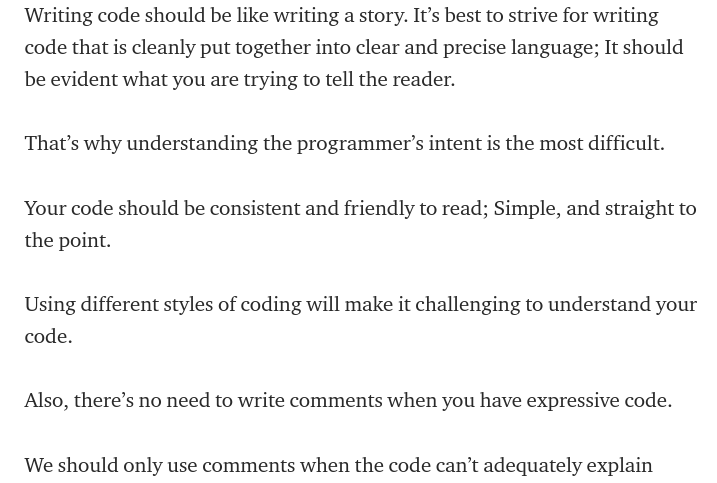 Writing code should be like writing a story. It’s best to strive for writing
code that is cleanly put together into clear and precise language; It should
be evident what you are trying to tell the reader.
That’s why understanding the programmer’s intent is the most difficult.
Your code should be consistent and friendly to read; Simple, and straight to
the point.
Using different styles of coding will make it challenging to understand your
code.
Also, there’s no need to write comments when you have expressive code.
We should only use comments when the code can’t adequately explain